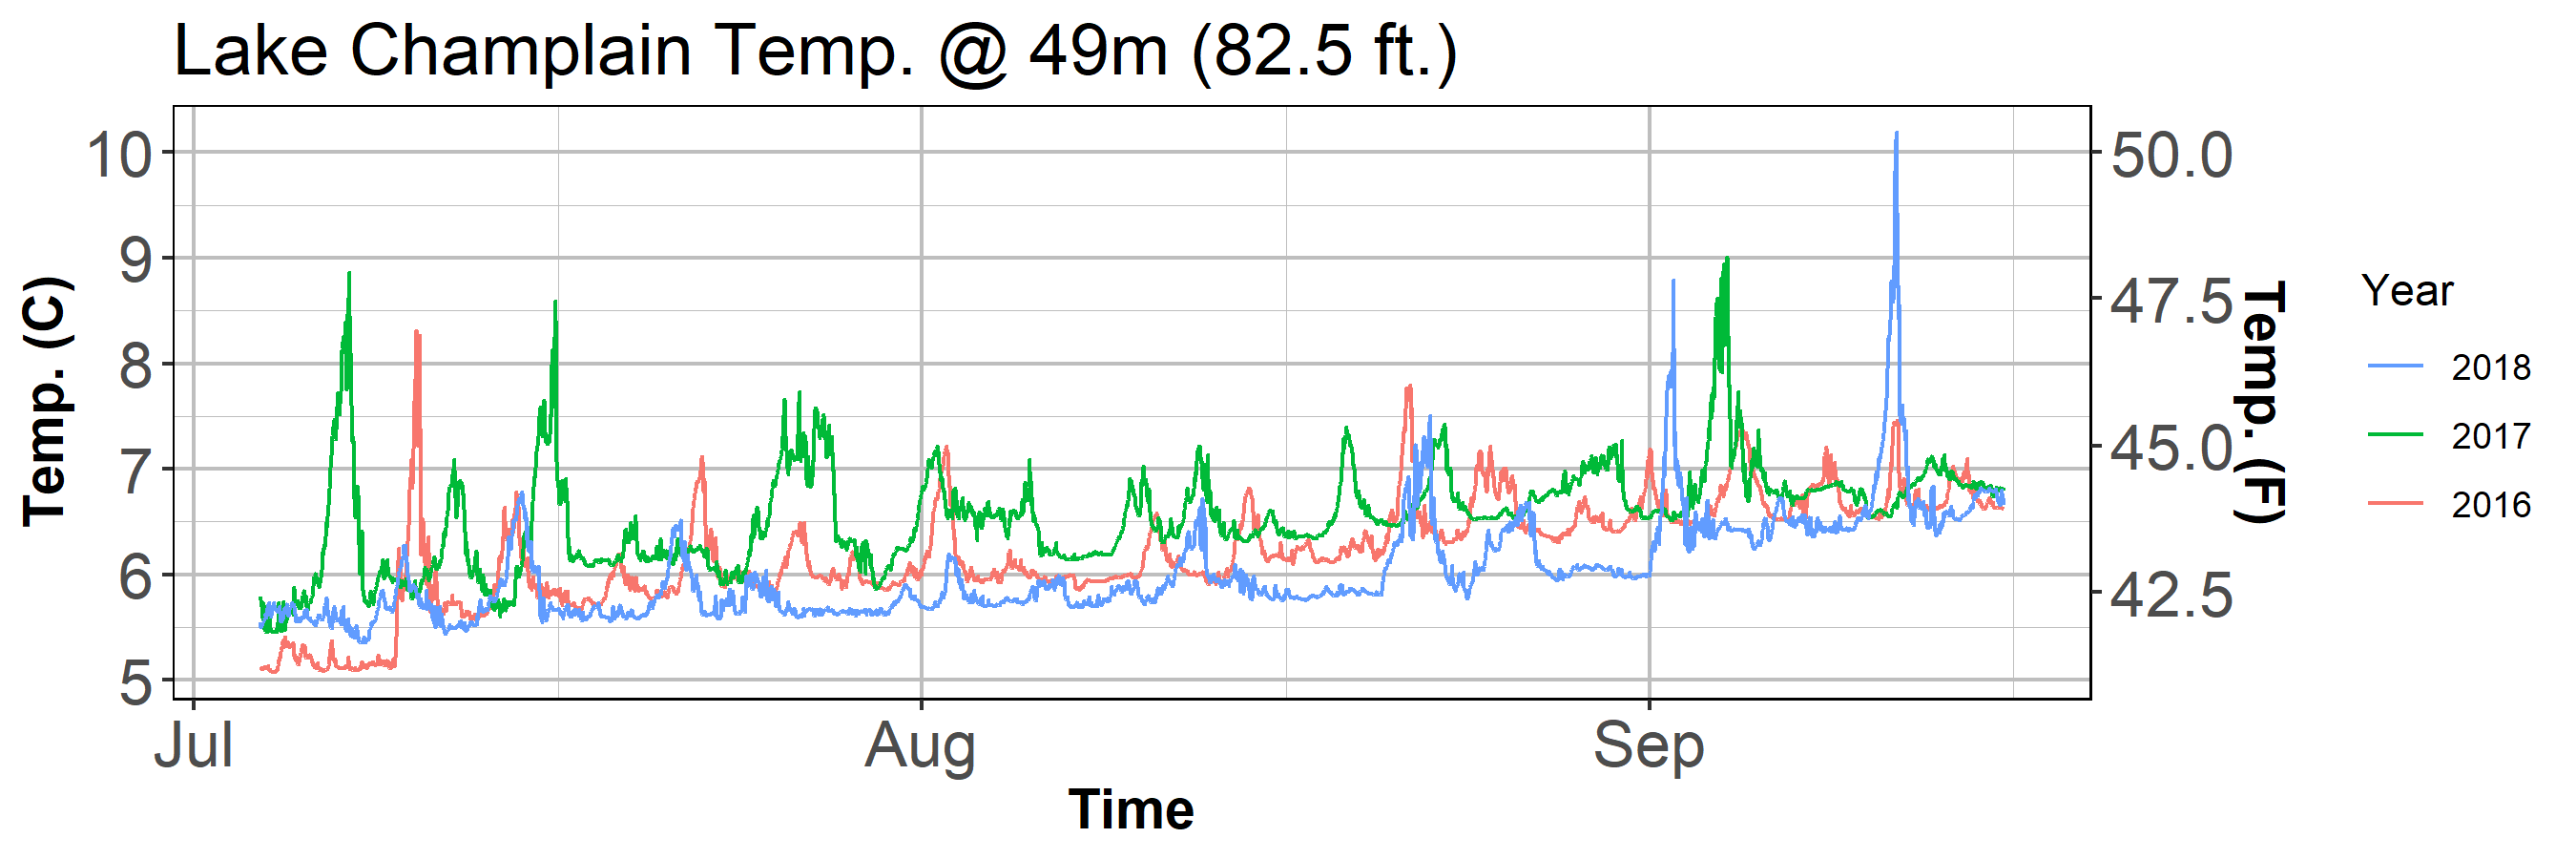 Lake Champlain Temp. @ 49m (82.5 ft.)
Temp. (C)
10
9
8
7
6
5
50.0
47.5
45.0
42.5
Temp. (F)
Jul Aug Sep
Time
Year
2018
2017
2016